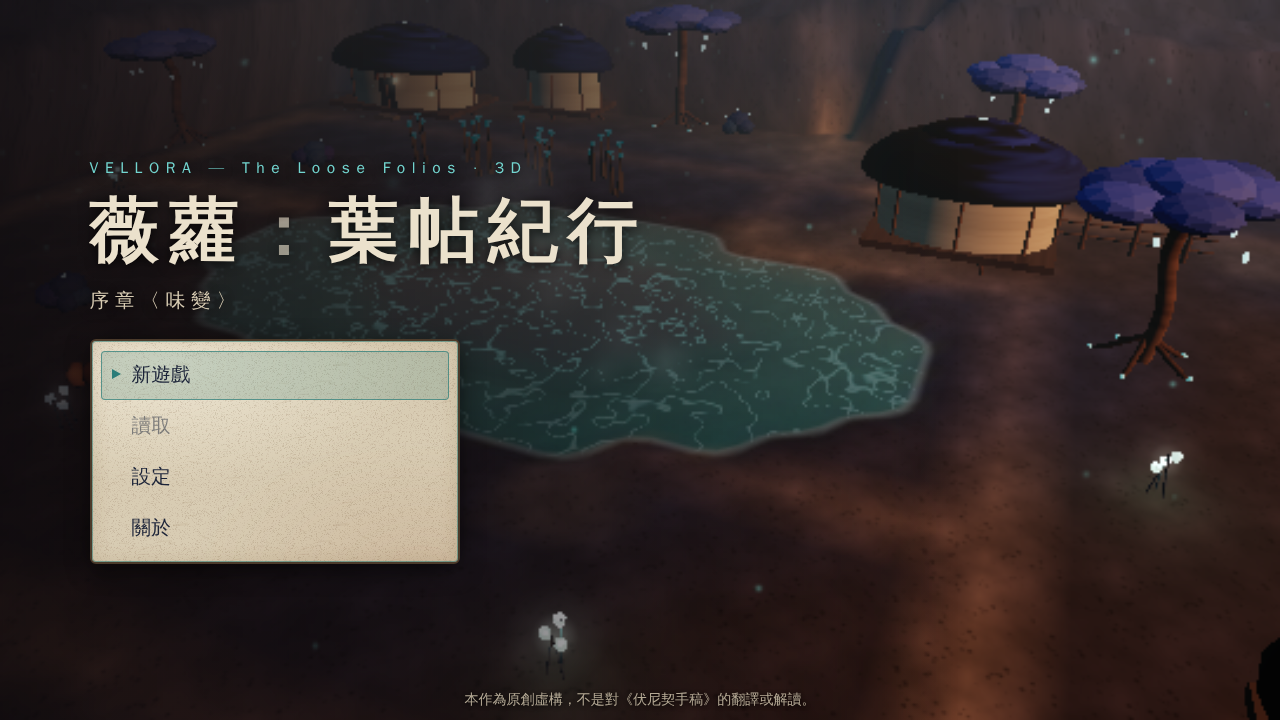 VELLORA — The Loose Folios · 3D
薇蘿：葉帖紀行
序章〈味變〉
新遊戲
讀取
設定
關於
本作為原創虛構，不是對《伏尼契手稿》的翻譯或解讀。